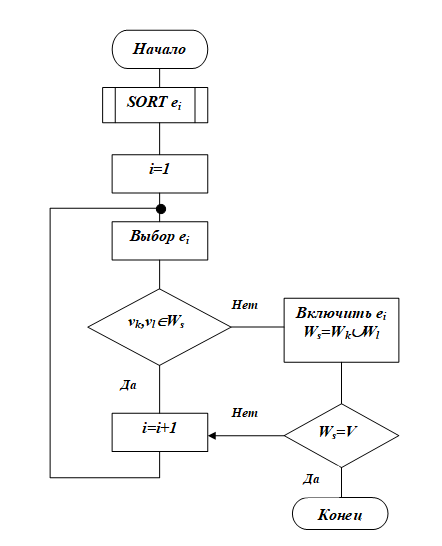 Начало
SORT eᵢ
i=1
Выбор eᵢ
vₖ,vₗ∈Wₛ
Нет
Включить eᵢ
Wₛ=Wₖ∪Wₗ
Да
i=i+1
Нет
Wₛ=V
Да
Конец